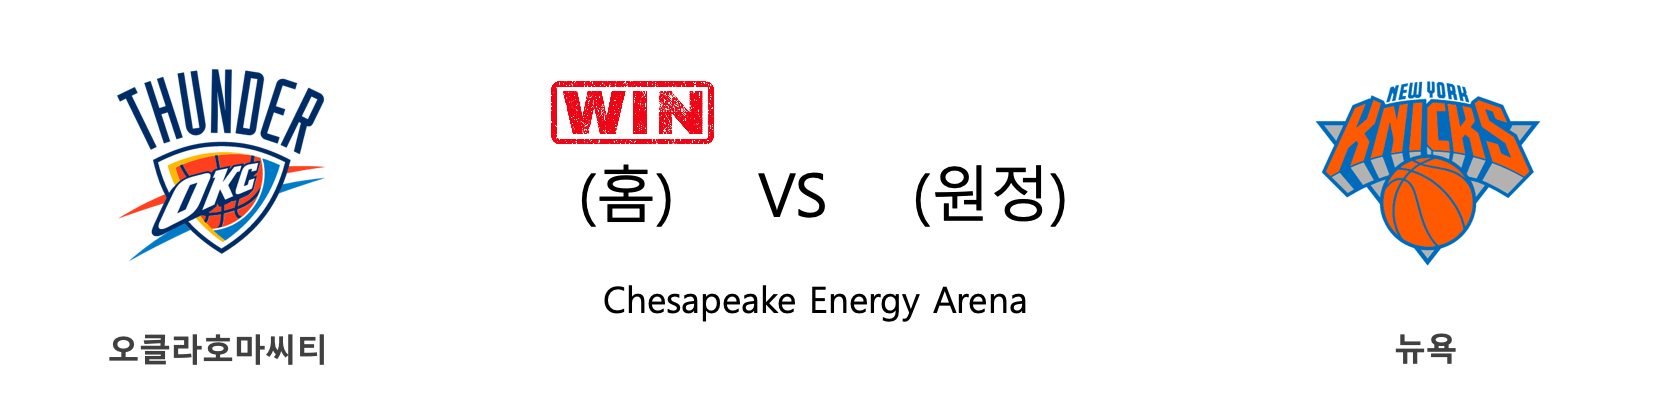 THUNDER
OKC
오클라호마씨티
WIN
(홈) VS (원정)
Chesapeake Energy Arena
NEW YORK
KNICKS
뉴욕